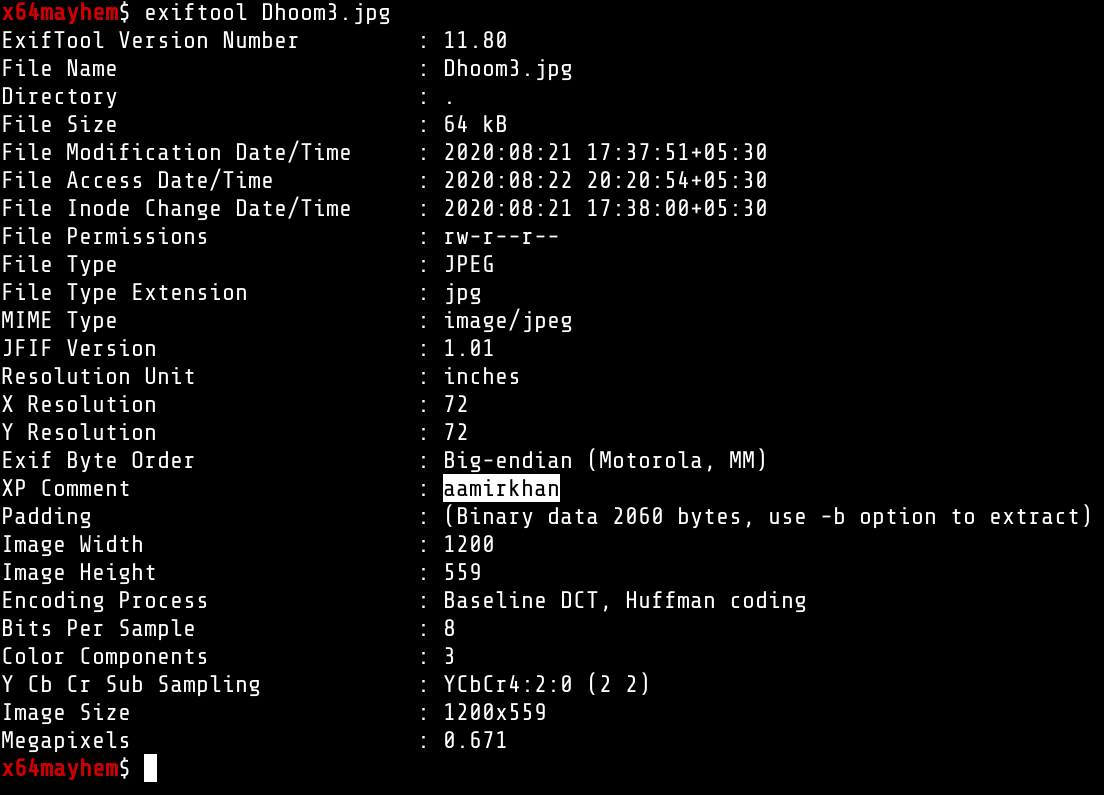 x64mayhem$ exiftool Dhoom3.jpg
ExifTool Version Number         : 11.80
File Name                       : Dhoom3.jpg
Directory                       : .
File Size                       : 64 kB
File Modification Date/Time     : 2020:08:21 17:37:51+05:30
File Access Date/Time           : 2020:08:22 20:20:54+05:30
File Inode Change Date/Time     : 2020:08:21 17:38:00+05:30
File Permissions                : rw-r--r--
File Type                       : JPEG
File Type Extension             : jpg
MIME Type                       : image/jpeg
JFIF Version                    : 1.01
Resolution Unit                 : inches
X Resolution                    : 72
Y Resolution                    : 72
Exif Byte Order                 : Big-endian (Motorola, MM)
XP Comment                      : aamirkhan
Padding                         : (Binary data 2060 bytes, use -b option to extract)
Image Width                     : 1200
Image Height                    : 559
Encoding Process                : Baseline DCT, Huffman coding
Bits Per Sample                 : 8
Color Components                : 3
Y Cb Cr Sub Sampling            : YCbCr4:2:0 (2 2)
Image Size                      : 1200x559
Megapixels                      : 0.671
x64mayhem$